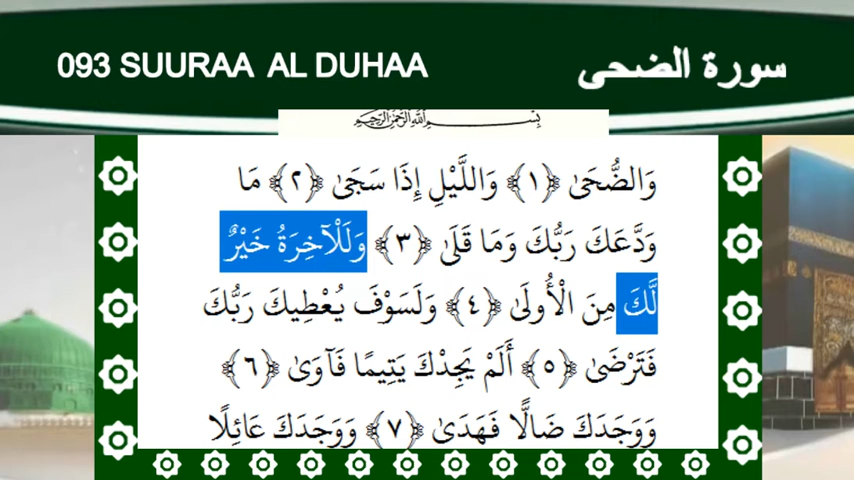 093 SUURAA AL DUHAA
سورة الضحى
بِسْمِ اللَّهِ الرَّحْمَٰنِ الرَّحِيمِ
وَالضُّحَىٰ ﴿١﴾ وَاللَّيْلِ إِذَا سَجَىٰ ﴿٢﴾ مَا
وَدَّعَكَ رَبُّكَ وَمَا قَلَىٰ ﴿٣﴾ وَلَلْآخِرَةُ خَيْرٌ
لَّكَ مِنَ الْأُولَىٰ ﴿٤﴾ وَلَسَوْفَ يُعْطِيكَ رَبُّكَ
فَتَرْضَىٰ ﴿٥﴾ أَلَمْ يَجِدْكَ يَتِيمًا فَآوَىٰ ﴿٦﴾
وَوَجَدَكَ ضَالًّا فَهَدَىٰ ﴿٧﴾ وَوَجَدَكَ عَائِلًا